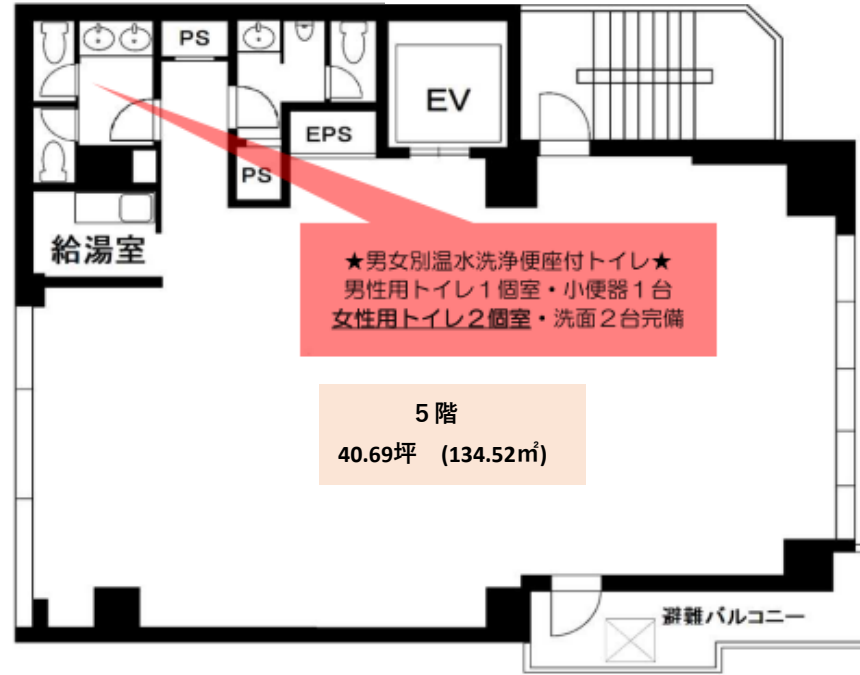 PS
EV
EPS
PS
給湯室
★男女別温水洗浄便座付トイレ★
男性用トイレ1個室・小便器1台
女性用トイレ2個室・洗面2台完備
5階
40.69坪 (134.52㎡)
避難バルコニー